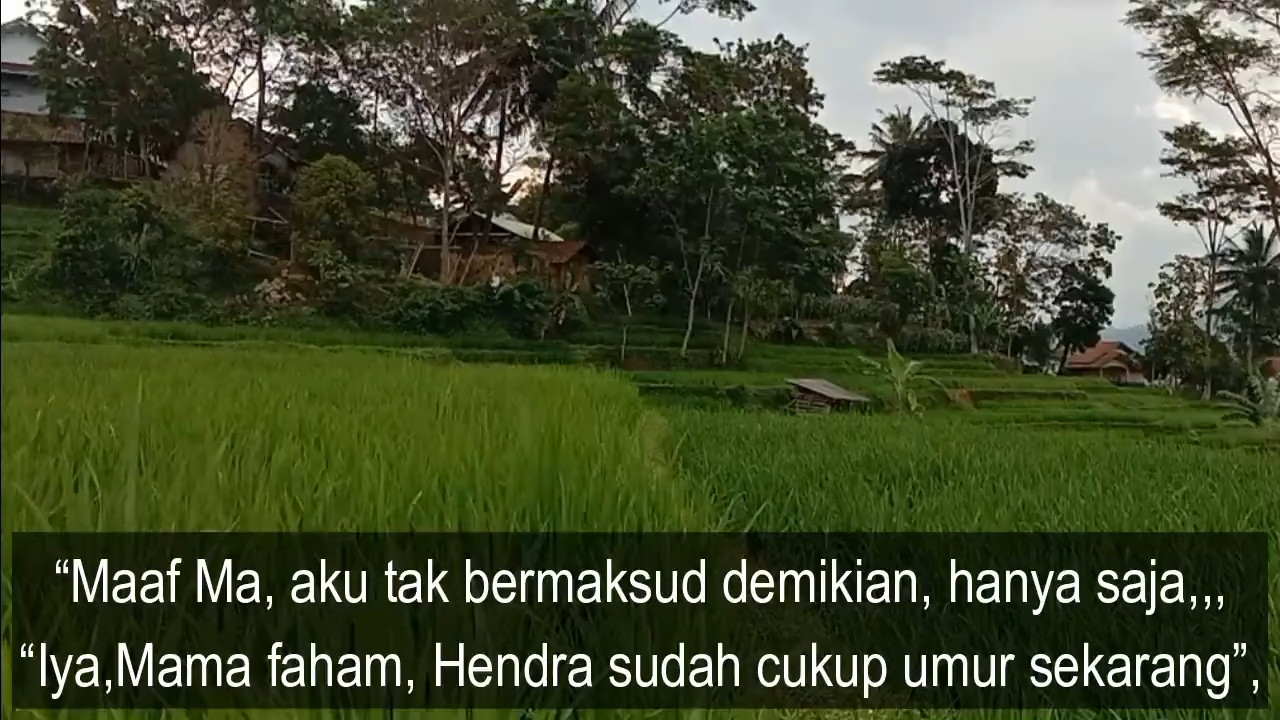 “Maaf Ma, aku tak bermaksud demikian, hanya saja,,,
“Iya,Mama faham, Hendra sudah cukup umur sekarang”,